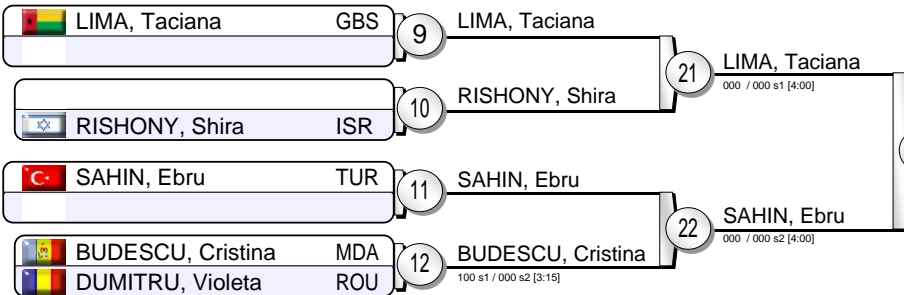 LIMA, Taciana GBS
9
LIMA, Taciana
21
LIMA, Taciana
000 / 000 s1 [4:00]
RISHONY, Shira ISR
10
RISHONY, Shira
SAHIN, Ebru TUR
11
SAHIN, Ebru
22
SAHIN, Ebru
000 / 000 s2 [4:00]
BUDESCU, Cristina MDA
DUMITRU, Violeta ROU
12
BUDESCU, Cristina
100 s1 / 000 s2 [3:15]